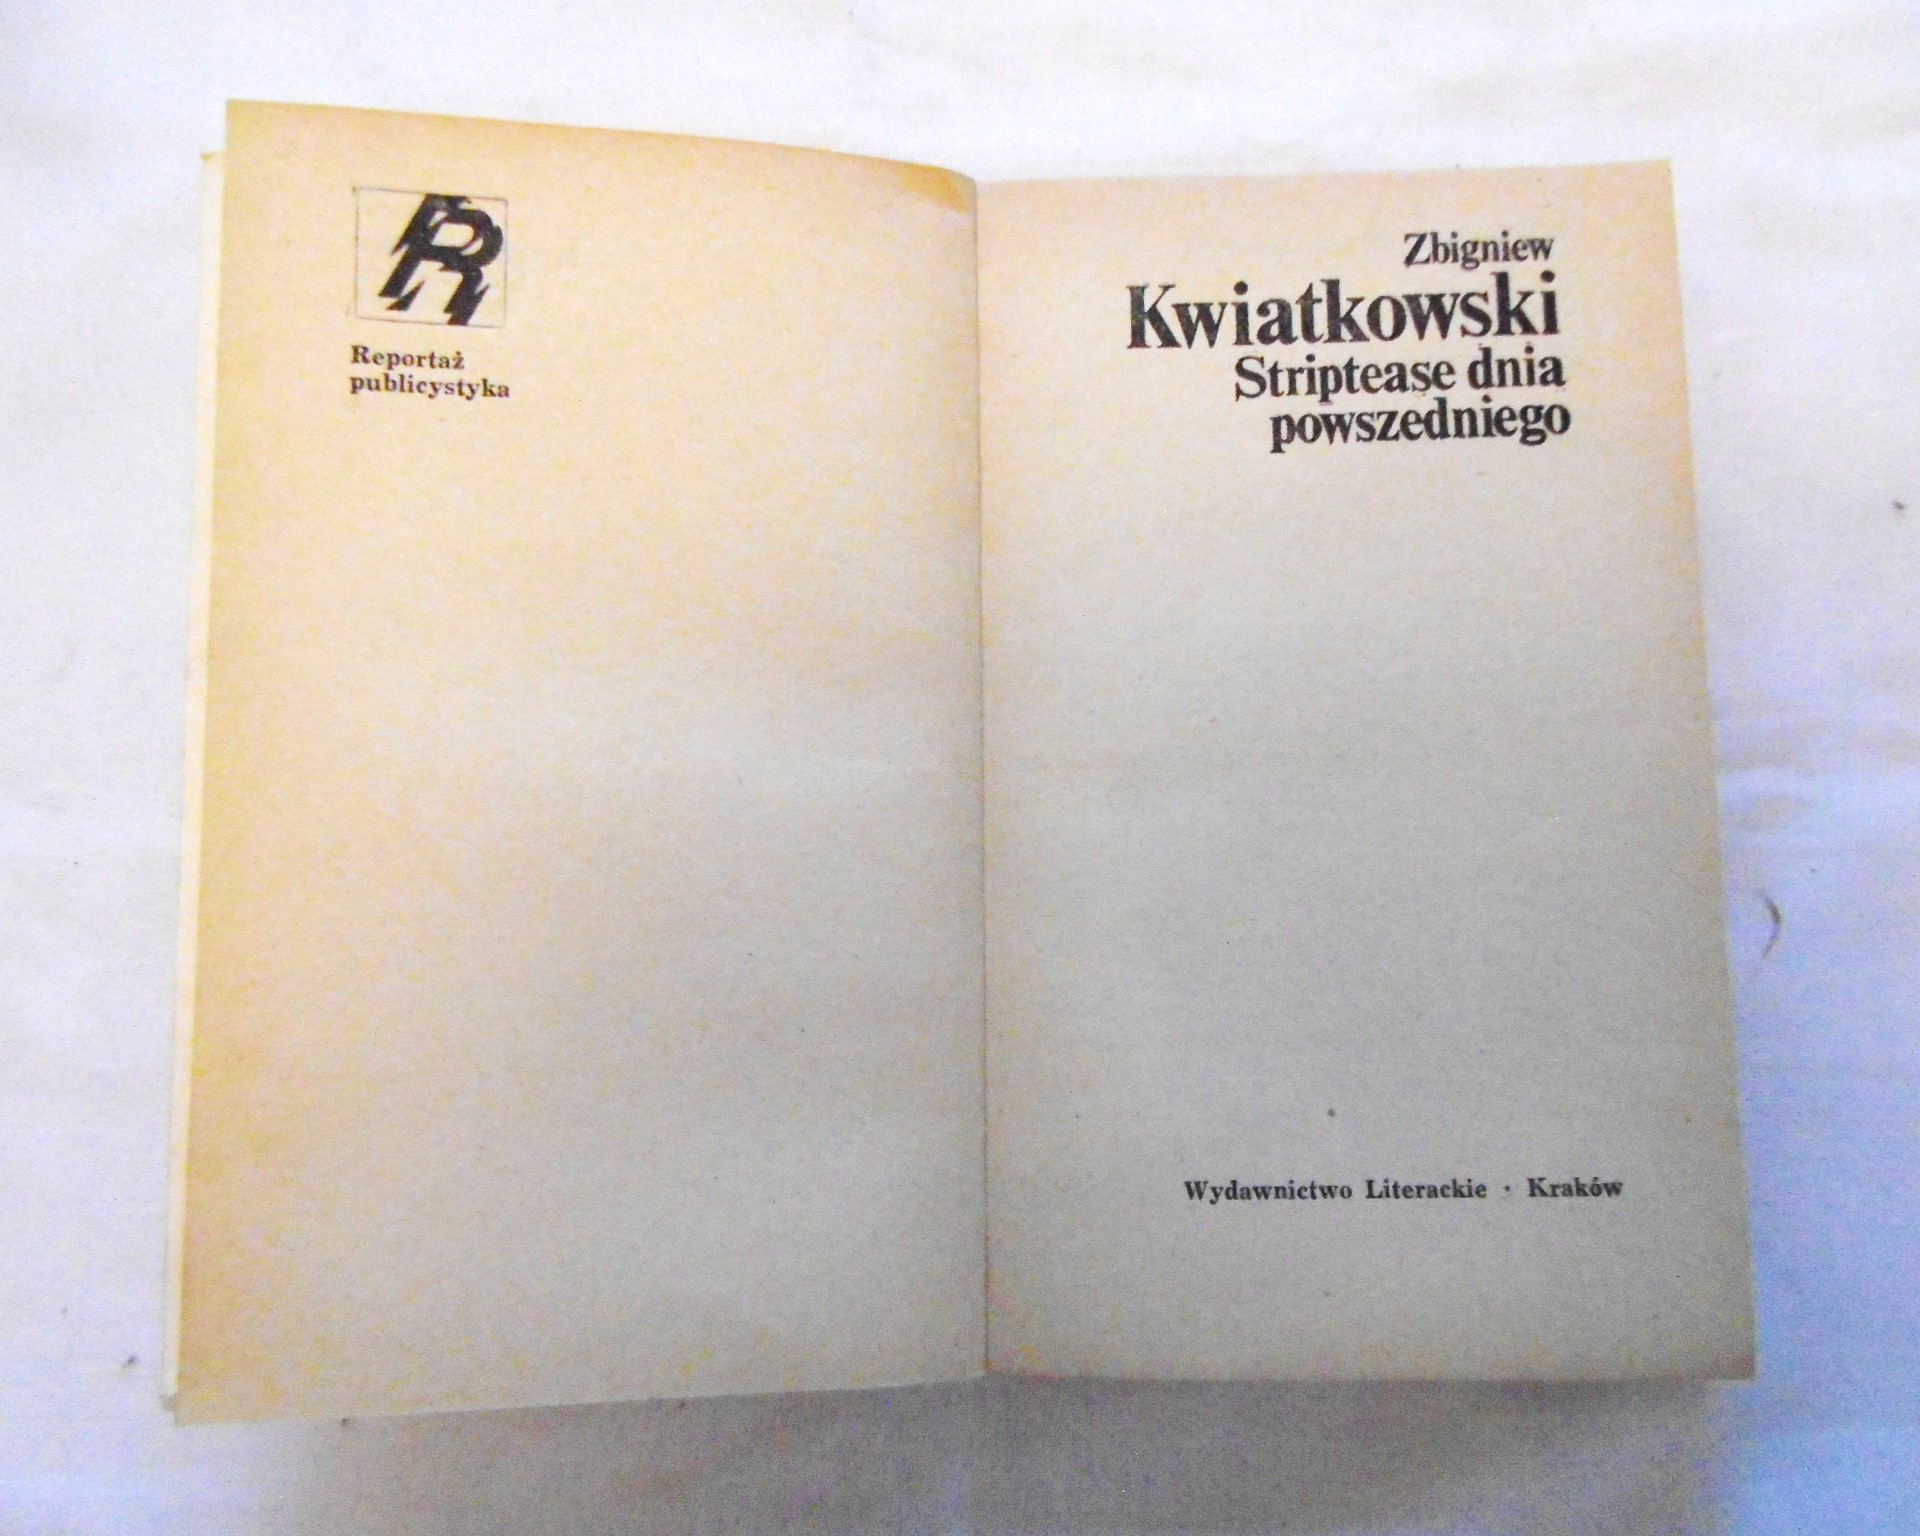 R
Reportaż
publicystyka
Zbigniew
Kwiatkowski
Striptease dnia
powszedniego
Wydawnictwo Literackie · Kraków